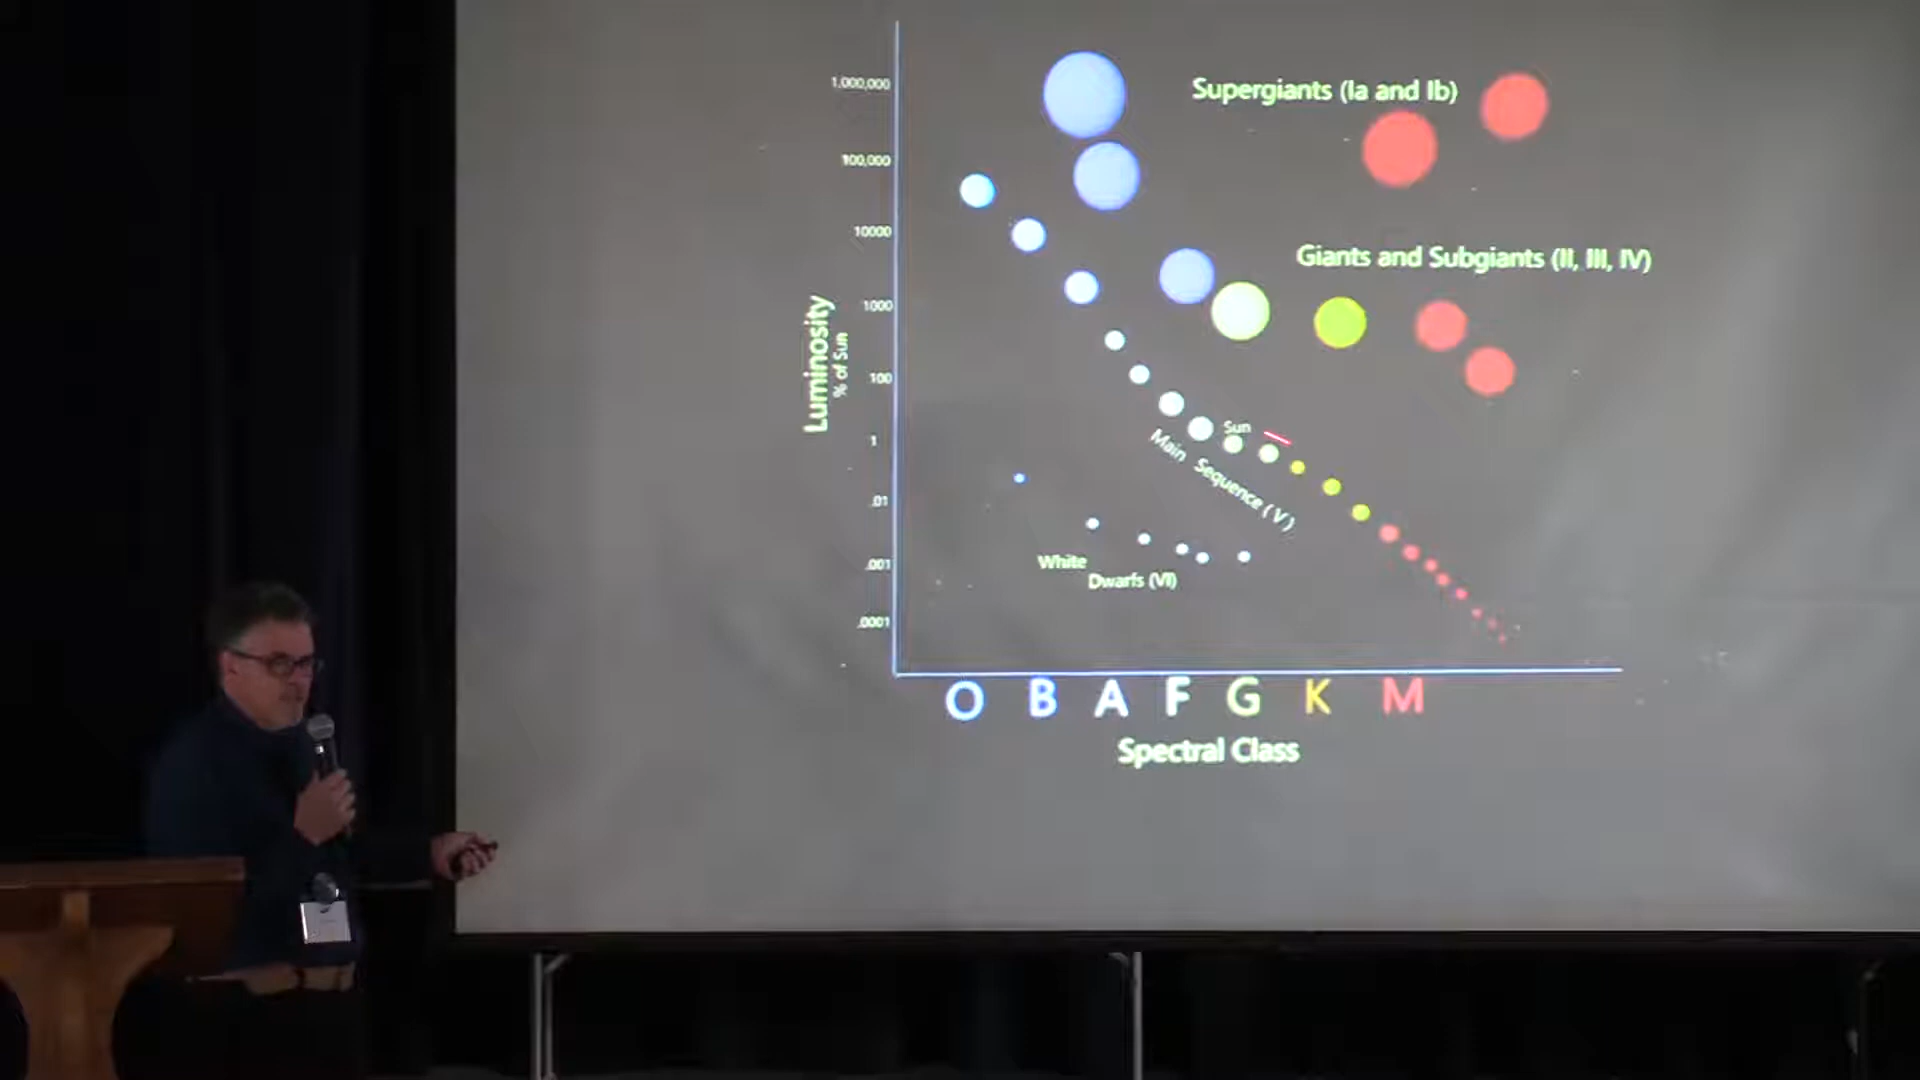 1,000,000
100,000
10000
1000
100
1
.01
.001
.0001
Luminosity
% of Sun
Supergiants (Ia and Ib)
Giants and Subgiants (II, III, IV)
Sun
Main Sequence (V)
White
Dwarfs (VI)
O B A F G K M
Spectral Class